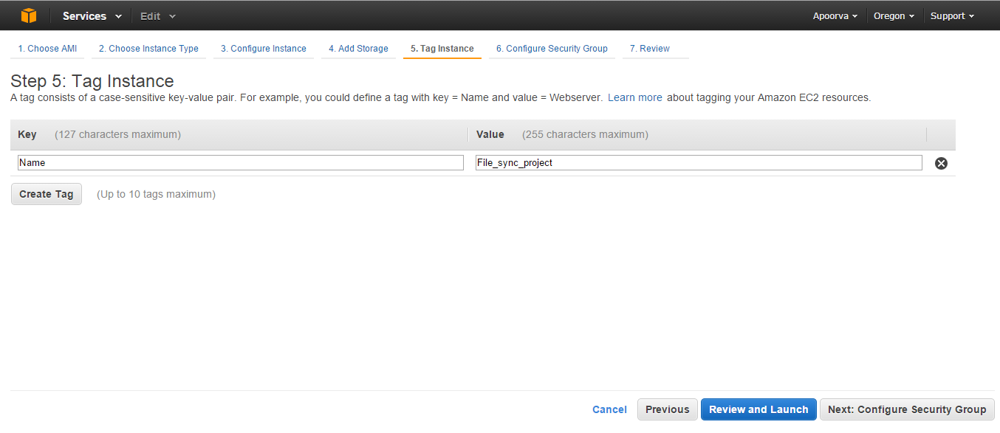 Services Edit Apoorva Oregon Support
1. Choose AMI 2. Choose Instance Type 3. Configure Instance 4. Add Storage 5. Tag Instance 6. Configure Security Group 7. Review
Step 5: Tag Instance
A tag consists of a case-sensitive key-value pair. For example, you could define a tag with key = Name and value = Webserver. Learn more about tagging your Amazon EC2 resources.
Key (127 characters maximum) Value (255 characters maximum)
Name File_sync_project
Create Tag (Up to 10 tags maximum)
Cancel Previous Review and Launch Next: Configure Security Group